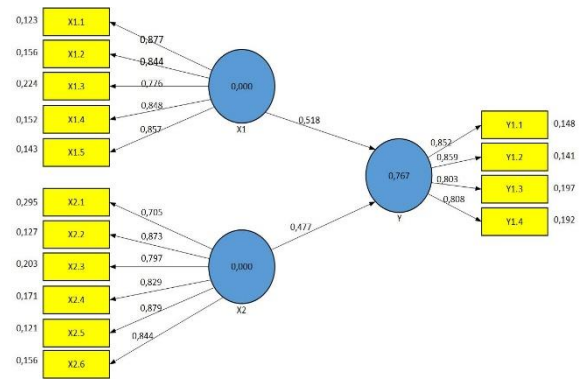 0,123 X1.1 0,877
0,156 X1.2 0,844
0,224 X1.3 0,776 0,000
0,152 X1.4 0,848
0,143 X1.5 0,857 X1
0,518
Y1.1 0,148
0,852
0,859 Y1.2 0,141
0,767 0,803 Y1.3 0,197
0,808
Y Y1.4 0,192
0,477
0,295 X2.1 0,705
0,127 X2.2 0,873
0,203 X2.3 0,797 0,000
0,171 X2.4 0,829
X2
0,121 X2.5 0,879
0,156 X2.6 0,844